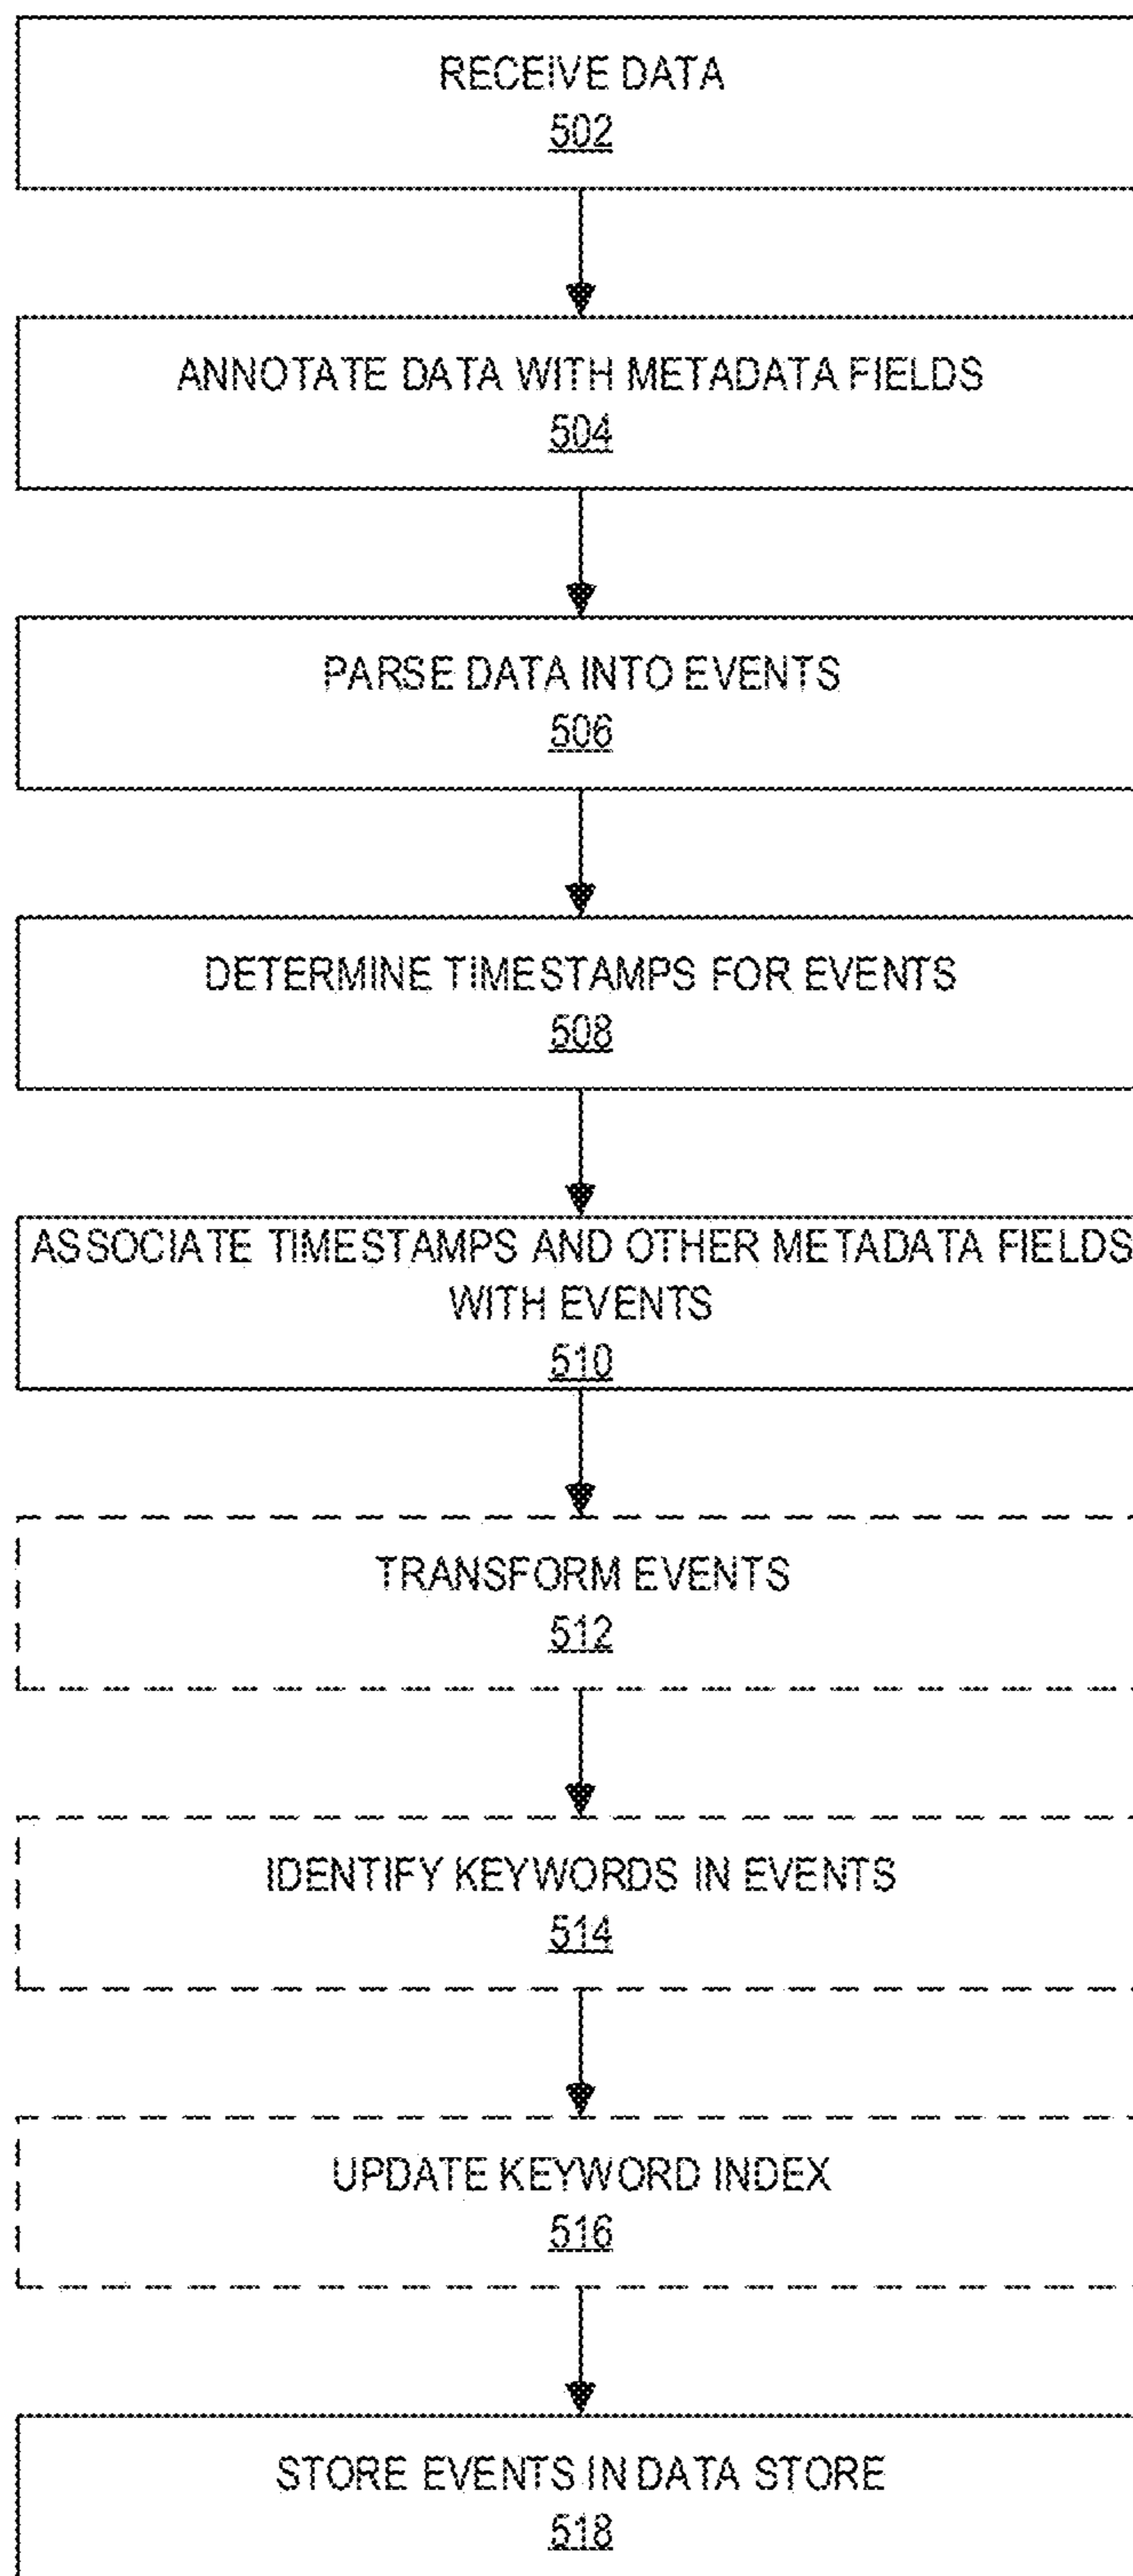 RECEIVE DATA
502
ANNOTATE DATA WITH METADATA FIELDS
504
PARSE DATA INTO EVENTS
506
DETERMINE TIMESTAMPS FOR EVENTS
508
ASSOCIATE TIMESTAMPS AND OTHER METADATA FIELDS
WITH EVENTS
510
TRANSFORM EVENTS
512
IDENTIFY KEYWORDS IN EVENTS
514
UPDATE KEYWORD INDEX
516
STORE EVENTS IN DATA STORE
518